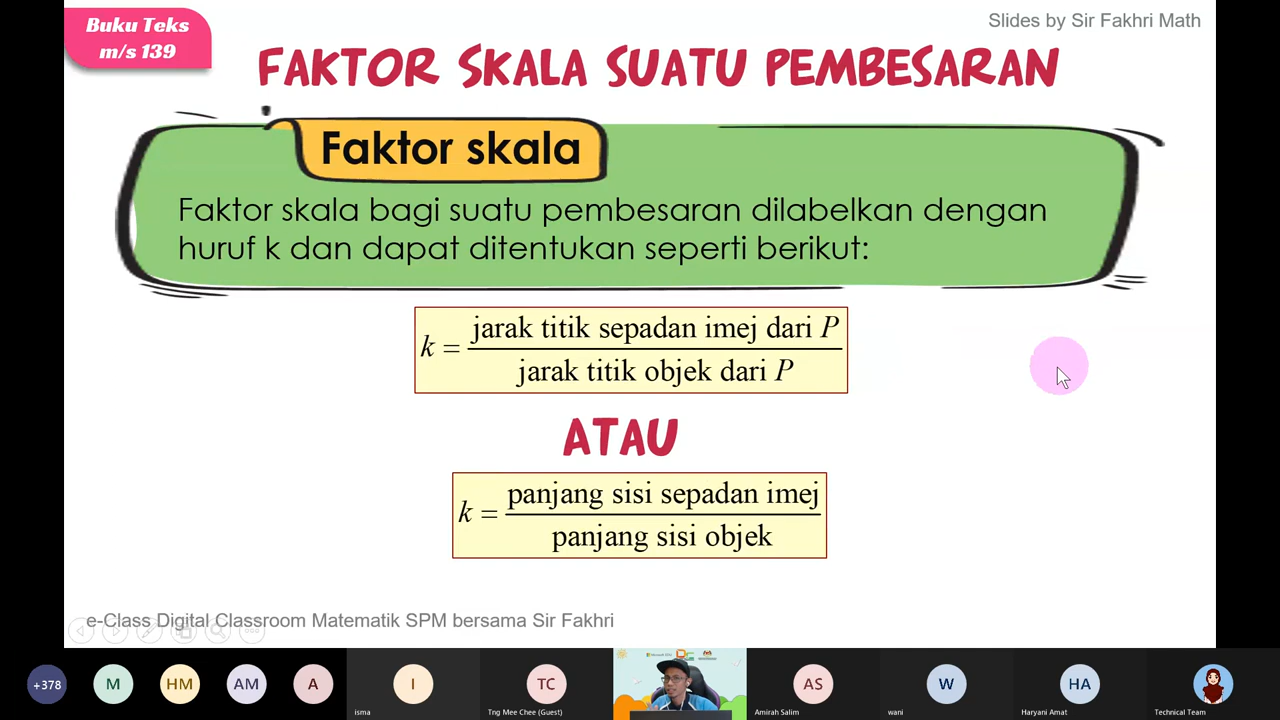 Buku Teks
m/s 139
Slides by Sir Fakhri Math
FAKTOR SKALA SUATU PEMBESARAN
Faktor skala
Faktor skala bagi suatu pembesaran dilabelkan dengan
huruf k dan dapat ditentukan seperti berikut:
k = jarak titik sepadan imej dari P
jarak titik objek dari P
ATAU
k = panjang sisi sepadan imej
panjang sisi objek
e-Class Digital Classroom Matematik SPM bersama Sir Fakhri
+378 M HM AM A I TC AS W HA
isma Tng Mee Chee (Guest) Amirah Salim wani Haryani Amat Technical Team